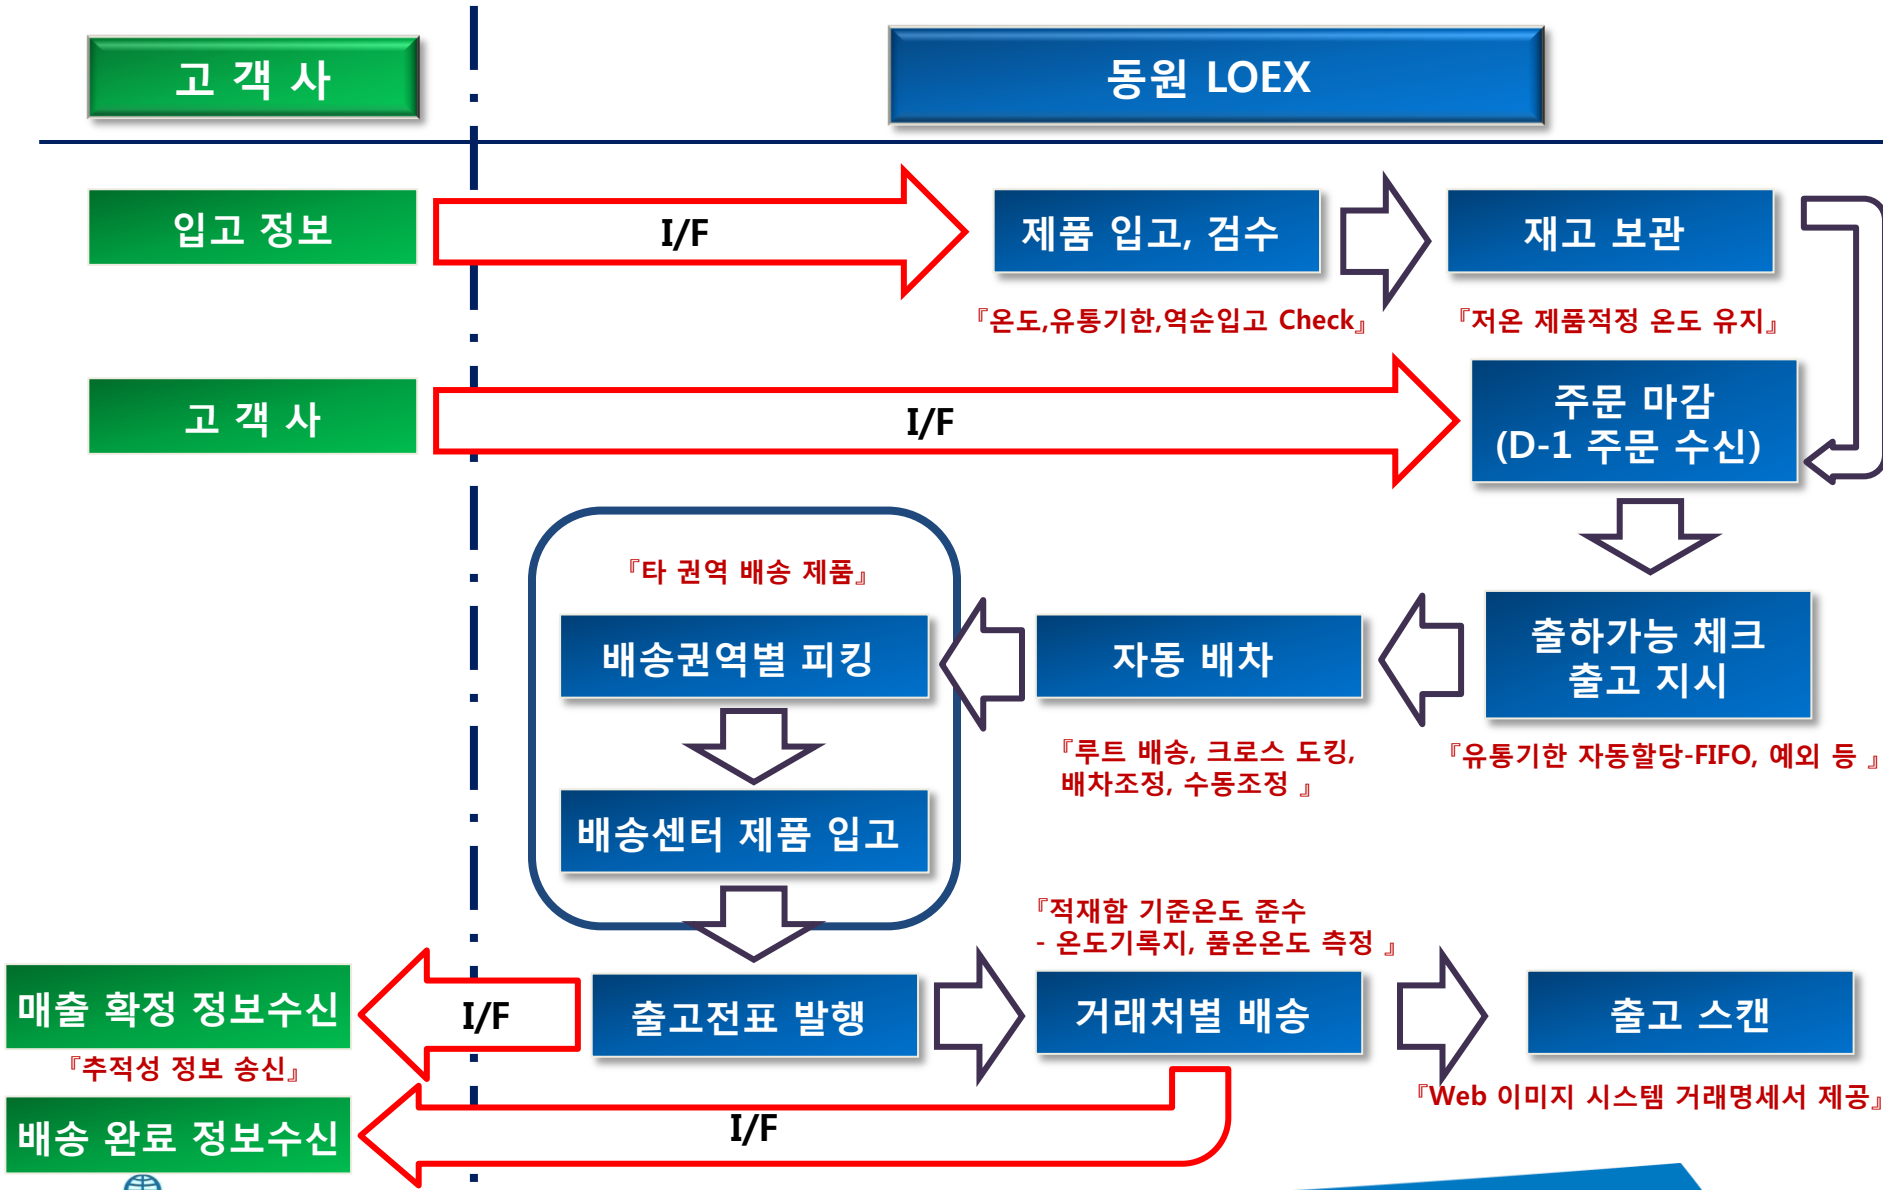 고 객 사
동원 LOEX
입고 정보
I/F
제품 입고, 검수
재고 보관
『온도,유통기한,역순입고 Check』
『저온 제품적정 온도 유지』
고 객 사
I/F
주문 마감
(D-1 주문 수신)
『타 권역 배송 제품』
배송권역별 피킹
자동 배차
출하가능 체크
출고 지시
『루트 배송, 크로스 도킹,
배차조정, 수동조정 』
『유통기한 자동할당-FIFO, 예외 등 』
배송센터 제품 입고
『적재함 기준온도 준수
- 온도기록지, 품온온도 측정 』
매출 확정 정보수신
I/F
출고전표 발행
거래처별 배송
출고 스캔
『추적성 정보 송신』
『Web 이미지 시스템 거래명세서 제공』
배송 완료 정보수신
I/F